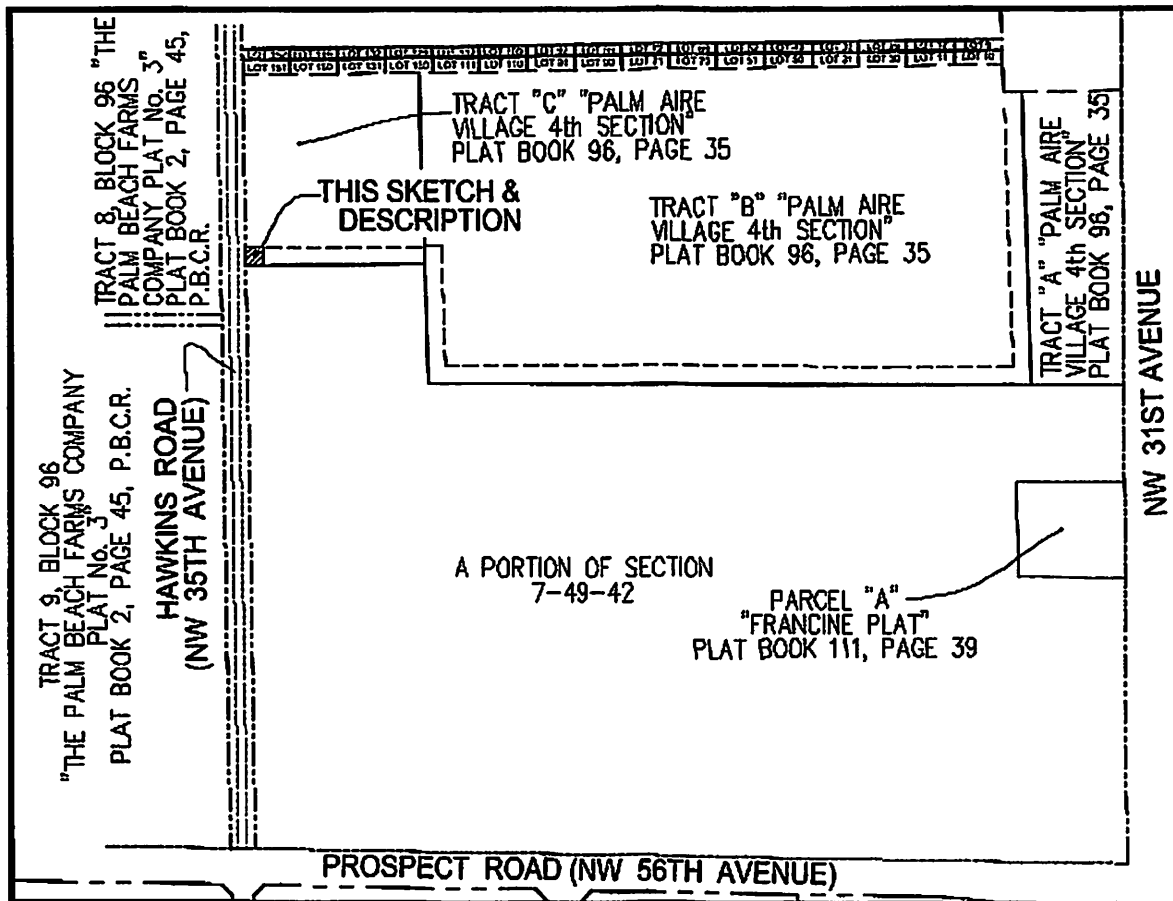 TRACT 8, BLOCK 96 "THE
PALM BEACH FARMS
COMPANY PLAT No. 3"
PLAT BOOK 2, PAGE 45,
P.B.C.R.
TRACT "C" "PALM AIRE
VILLAGE 4th SECTION"
PLAT BOOK 96, PAGE 35
THIS SKETCH &
DESCRIPTION
TRACT "B" "PALM AIRE
VILLAGE 4th SECTION"
PLAT BOOK 96, PAGE 35
TRACT "A" "PALM AIRE
VILLAGE 4th SECTION"
PLAT BOOK 96, PAGE 35
NW 31ST AVENUE
TRACT 9, BLOCK 96
"THE PALM BEACH FARMS COMPANY
PLAT No. 3"
PLAT BOOK 2, PAGE 45, P.B.C.R.
HAWKINS ROAD
(NW 35TH AVENUE)
A PORTION OF SECTION
7-49-42
PARCEL "A"
"FRANCINE PLAT"
PLAT BOOK 111, PAGE 39
PROSPECT ROAD (NW 56TH AVENUE)